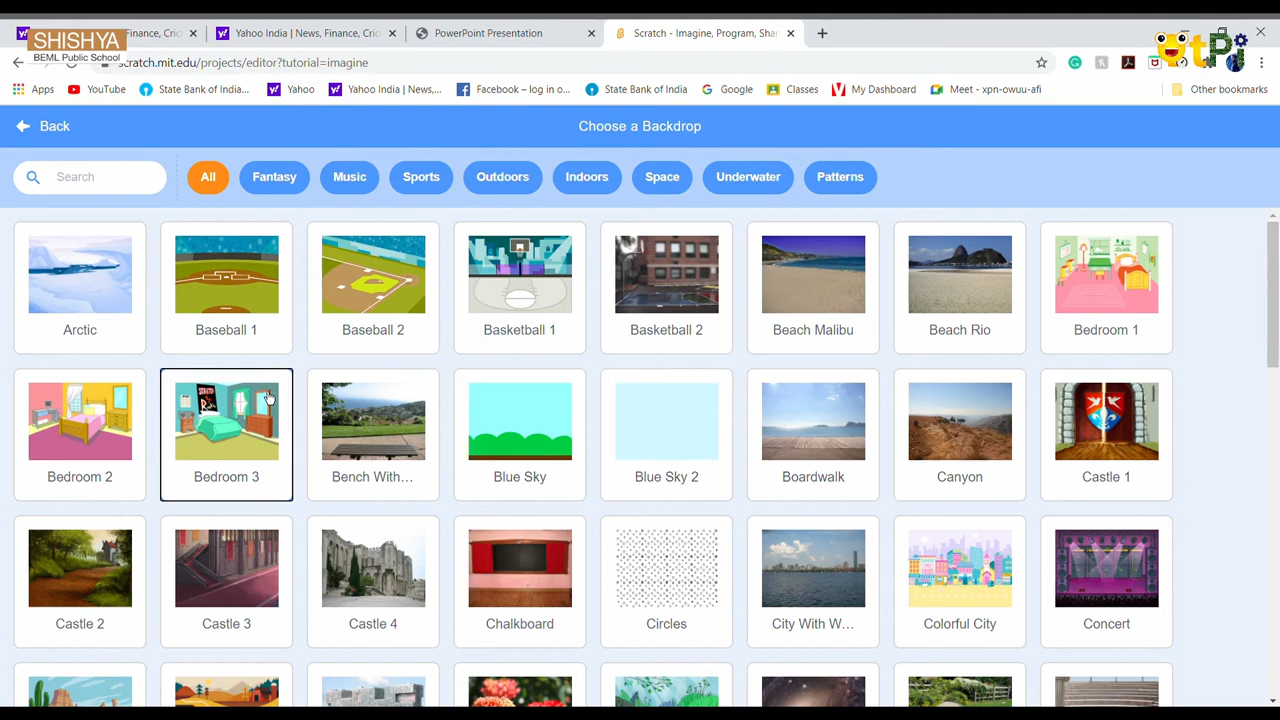 SHISHYA
BEML Public School
Finance, Cric
Yahoo India | News, Finance, Cric
PowerPoint Presentation
Scratch - Imagine, Program, Shar
OtPi
scratch.mit.edu/projects/editor?tutorial=imagine
Apps YouTube State Bank of India... Yahoo Yahoo India | News,... Facebook – log in o... State Bank of India Google Classes My Dashboard Meet - xpn-owuu-afi Other bookmarks
Back Choose a Backdrop
Search All Fantasy Music Sports Outdoors Indoors Space Underwater Patterns
Arctic Baseball 1 Baseball 2 Basketball 1 Basketball 2 Beach Malibu Beach Rio Bedroom 1
Bedroom 2 Bedroom 3 Bench With... Blue Sky Blue Sky 2 Boardwalk Canyon Castle 1
Castle 2 Castle 3 Castle 4 Chalkboard Circles City With W... Colorful City Concert